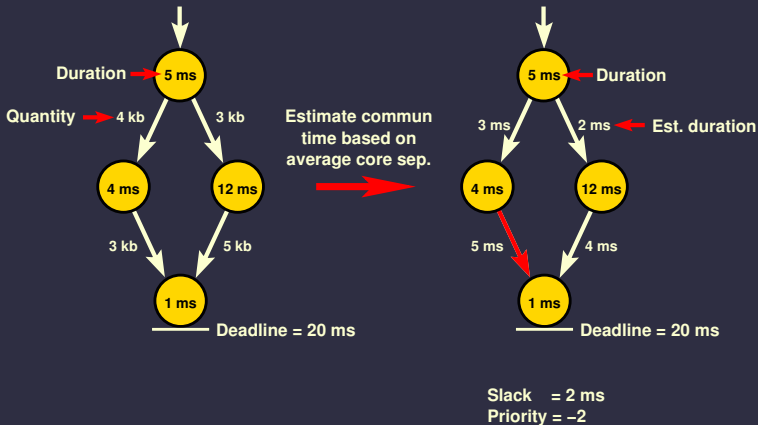 Duration
5 ms
Quantity
4 kb
3 kb
4 ms
12 ms
3 kb
5 kb
1 ms
Deadline = 20 ms
Estimate commun
time based on
average core sep.
5 ms
Duration
3 ms
2 ms
Est. duration
4 ms
12 ms
5 ms
4 ms
1 ms
Deadline = 20 ms
Slack = 2 ms
Priority = −2